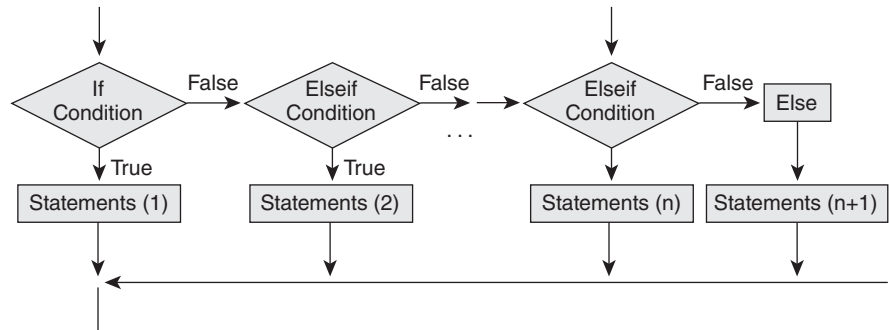 If
Condition
False
Elseif
Condition
False
. . .
Elseif
Condition
False
Else
True
True
Statements (1)
Statements (2)
Statements (n)
Statements (n+1)